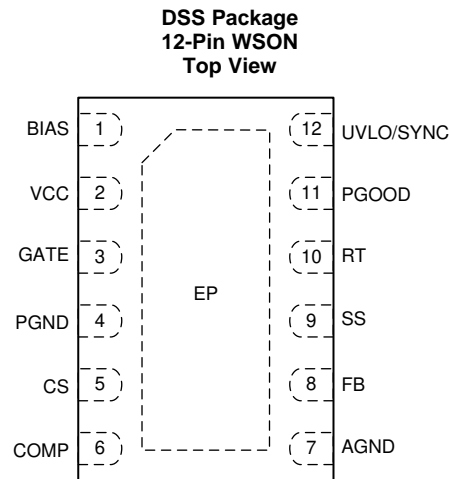 DSS Package
12-Pin WSON
Top View
BIAS 1 12 UVLO/SYNC
VCC 2 11 PGOOD
GATE 3 10 RT
EP
PGND 4 9 SS
CS 5 8 FB
COMP 6 7 AGND